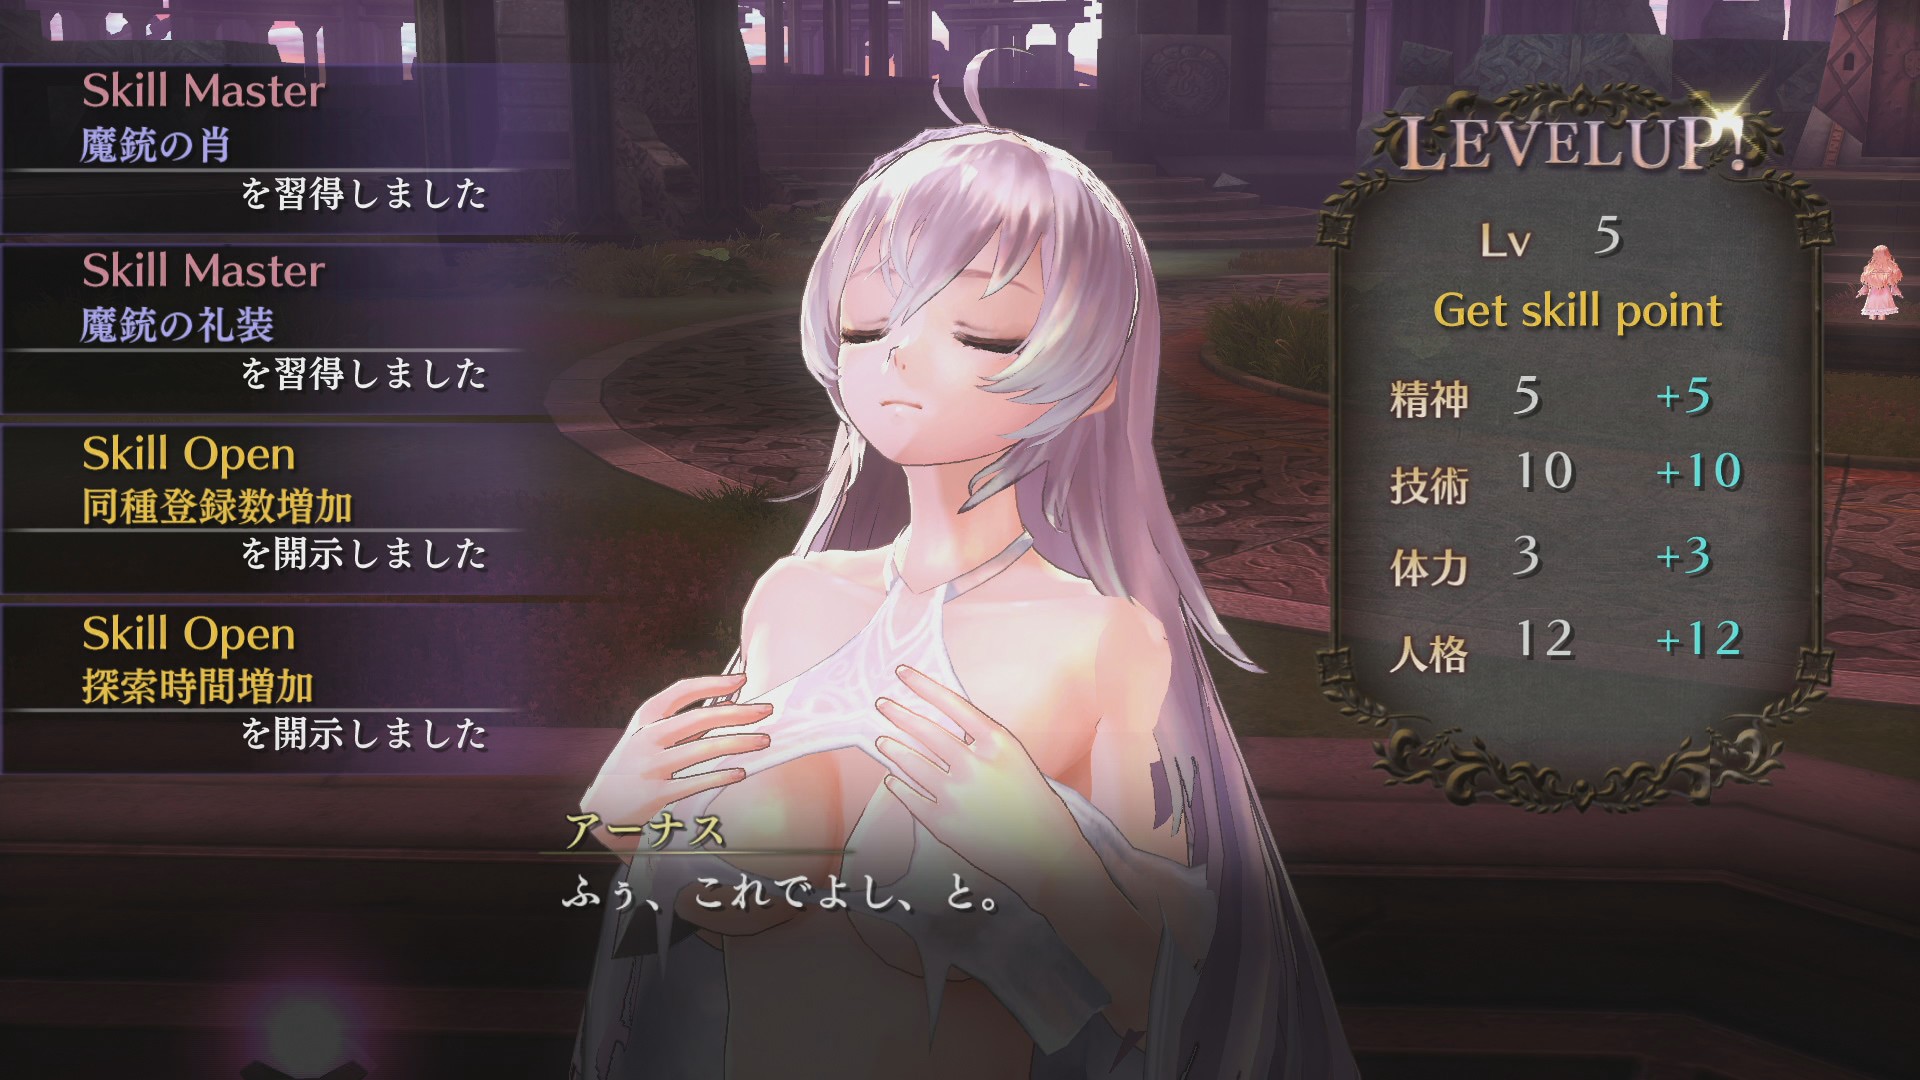 Skill Master
魔銃の肖
を習得しました
Skill Master
魔銃の礼装
を習得しました
Skill Open
同種登録数増加
を開示しました
Skill Open
探索時間増加
を開示しました
アーナス
ふぅ、これでよし、と。
LEVELUP!
Lv 5
Get skill point
精神 5 +5
技術 10 +10
体力 3 +3
人格 12 +12